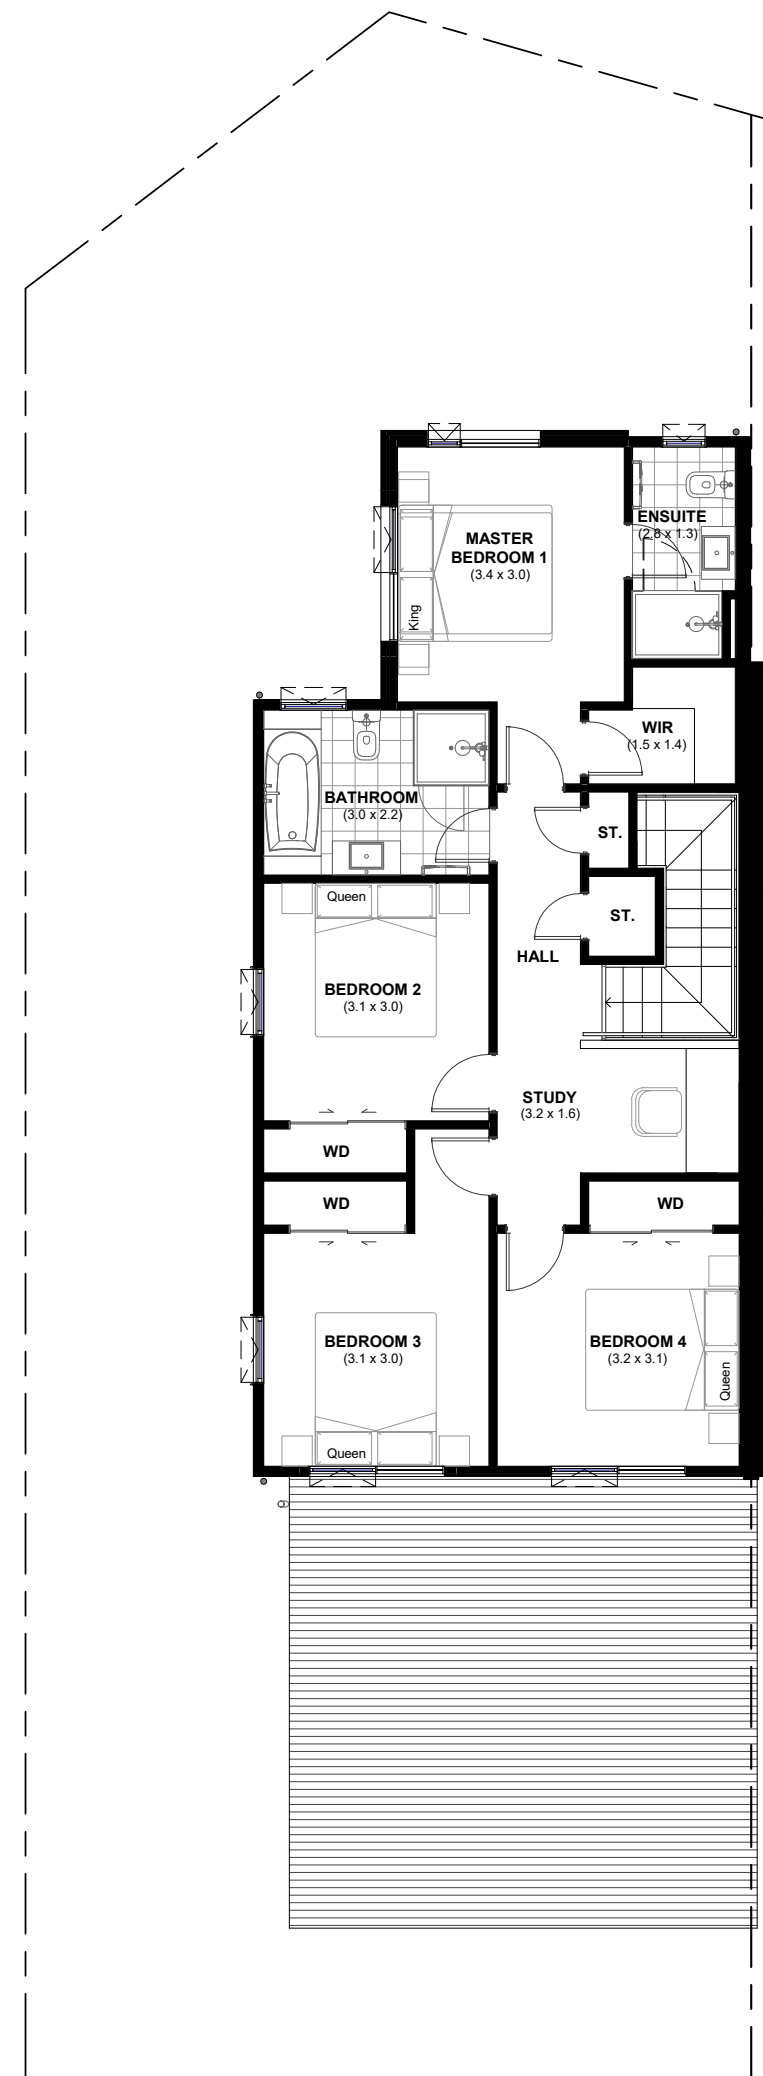 MASTER
BEDROOM 1
(3.4 x 3.0)
King
ENSUITE
(2.8 x 1.3)
WIR
(1.5 x 1.4)
BATHROOM
(3.0 x 2.2)
ST.
ST.
Queen
HALL
BEDROOM 2
(3.1 x 3.0)
STUDY
(3.2 x 1.6)
WD
WD
WD
BEDROOM 3
(3.1 x 3.0)
BEDROOM 4
(3.2 x 3.1)
Queen
Queen